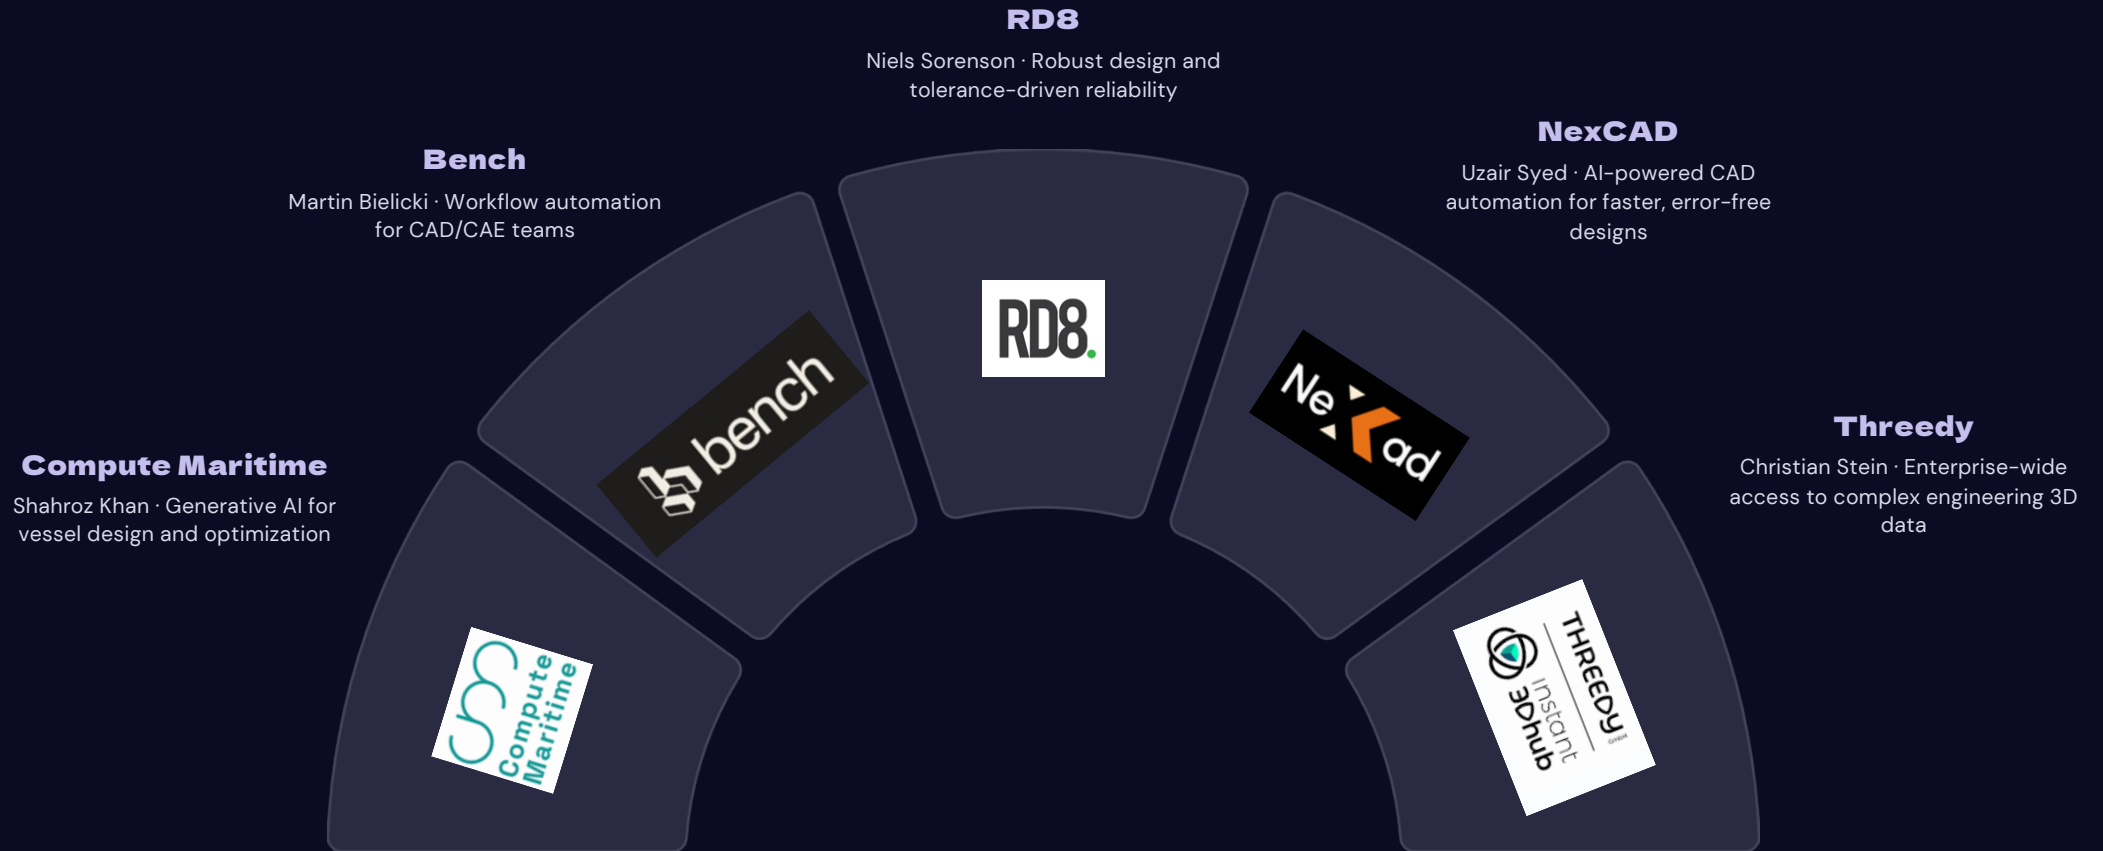 RD8
Niels Sorenson · Robust design and
tolerance-driven reliability
Bench
Martin Bielicki · Workflow automation
for CAD/CAE teams
NexCAD
Uzair Syed · AI-powered CAD
automation for faster, error-free
designs
Compute Maritime
Shahroz Khan · Generative AI for
vessel design and optimization
Threedy
Christian Stein · Enterprise-wide
access to complex engineering 3D
data
RD8.
bench
NeXad
Compute
Maritime
THREEDY
GmbH
instant
3Dhub